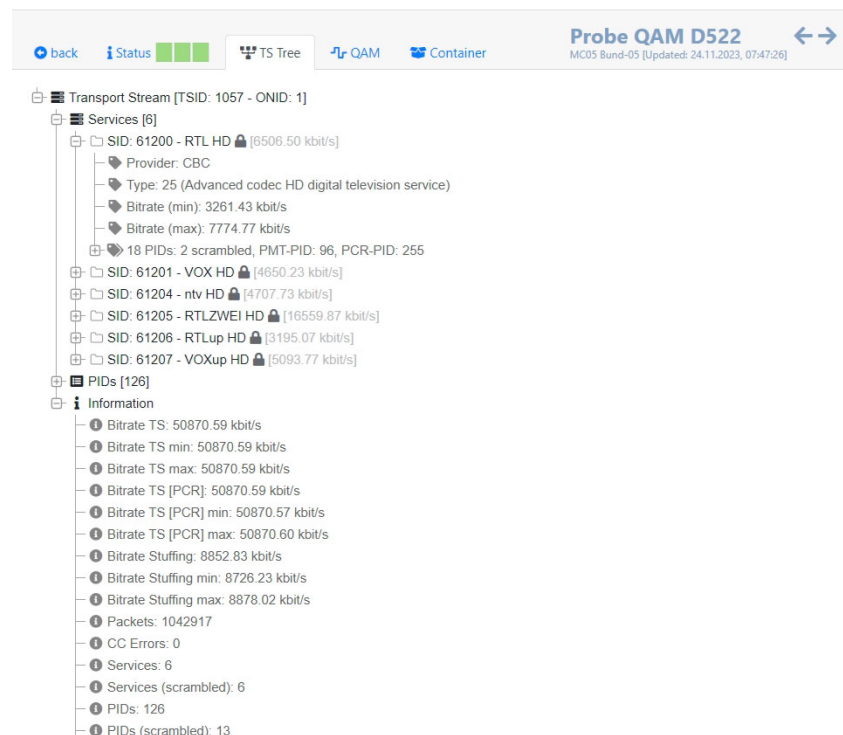 Probe QAM D522
MC05 Bund-05 [Updated: 24.11.2023, 07:47:26]
back Status TS Tree QAM Container
Transport Stream [TSID: 1057 - ONID: 1]
Services [6]
SID: 61200 - RTL HD [6506.50 kbit/s]
Provider: CBC
Type: 25 (Advanced codec HD digital television service)
Bitrate (min): 3261.43 kbit/s
Bitrate (max): 7774.77 kbit/s
18 PIDs: 2 scrambled, PMT-PID: 96, PCR-PID: 255
SID: 61201 - VOX HD [4650.23 kbit/s]
SID: 61204 - ntv HD [4707.73 kbit/s]
SID: 61205 - RTLZWEI HD [16559.87 kbit/s]
SID: 61206 - RTLup HD [3195.07 kbit/s]
SID: 61207 - VOXup HD [5093.77 kbit/s]
PIDs [126]
Information
Bitrate TS: 50870.59 kbit/s
Bitrate TS min: 50870.59 kbit/s
Bitrate TS max: 50870.59 kbit/s
Bitrate TS [PCR]: 50870.59 kbit/s
Bitrate TS [PCR] min: 50870.57 kbit/s
Bitrate TS [PCR] max: 50870.60 kbit/s
Bitrate Stuffing: 8852.83 kbit/s
Bitrate Stuffing min: 8726.23 kbit/s
Bitrate Stuffing max: 8878.02 kbit/s
Packets: 1042917
CC Errors: 0
Services: 6
Services (scrambled): 6
PIDs: 126
PIDs (scrambled): 13